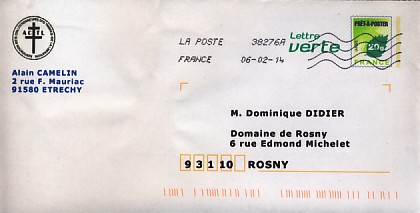 A.E.T.L
Alain CAMELIN
2 rue F. Mauriac
91580 ETRECHY
LA POSTE 38276A
FRANCE 06-02-14
Lettre
verte
PRÊT-À-POSTER
20g
FRANCE
M. Dominique DIDIER
Domaine de Rosny
6 rue Edmond Michelet
93110 ROSNY